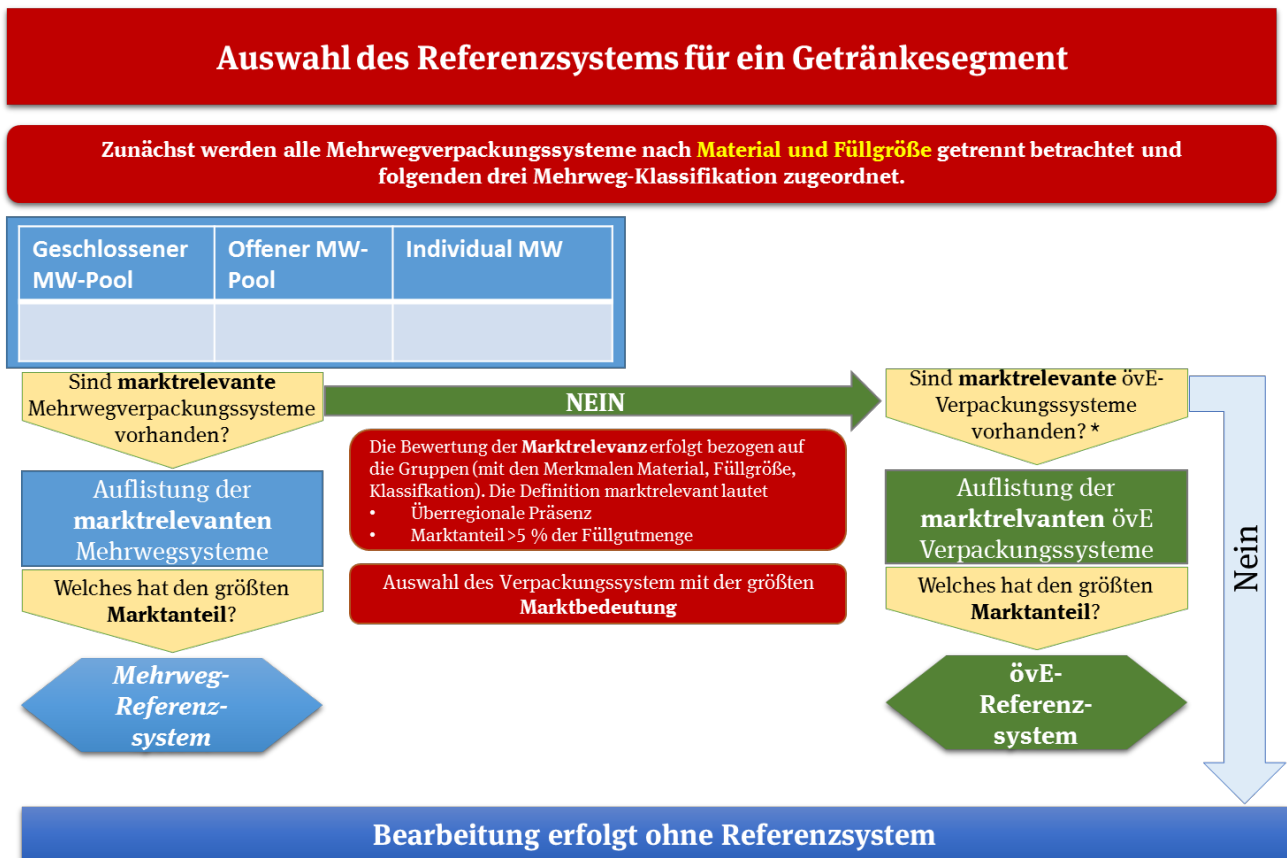 Auswahl des Referenzsystems für ein Getränkesegment
Zunächst werden alle Mehrwegverpackungssysteme nach Material und Füllgröße getrennt betrachtet und
folgenden drei Mehrweg-Klassifikation zugeordnet.
Geschlossener
MW-Pool
Offener MW-
Pool
Individual MW
Sind marktrelevante
Mehrwegverpackungssysteme
vorhanden?
NEIN
Sind marktrelevante övE-
Verpackungssysteme
vorhanden? *
Die Bewertung der Marktrelevanz erfolgt bezogen auf
die Gruppen (mit den Merkmalen Material, Füllgröße,
Klassifkation). Die Definition marktrelevant lautet
• Überregionale Präsenz
• Marktanteil >5 % der Füllgutmenge
Auflistung der
marktrelevanten
Mehrwegsysteme
Auflistung der
marktrelvanten övE
Verpackungssysteme
Nein
Welches hat den größten
Marktanteil?
Auswahl des Verpackungssystem mit der größten
Marktbedeutung
Welches hat den größten
Marktanteil?
Mehrweg-
Referenz-
system
övE-
Referenz-
system
Bearbeitung erfolgt ohne Referenzsystem